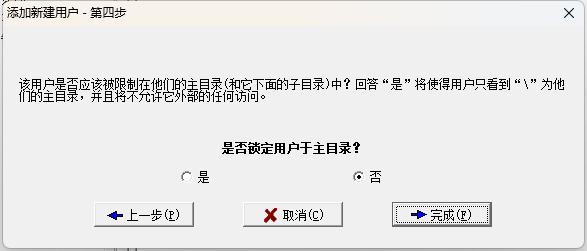 添加新建用户 - 第四步
该用户是否应该被限制在他们的主目录(和它下面的子目录)中？回答“是”将使得用户只看到“\”为他
们的主目录，并且将不允许它外部的任何访问。
是否锁定用户于主目录？
是 否
上一步(P) 取消(C) 完成(F)